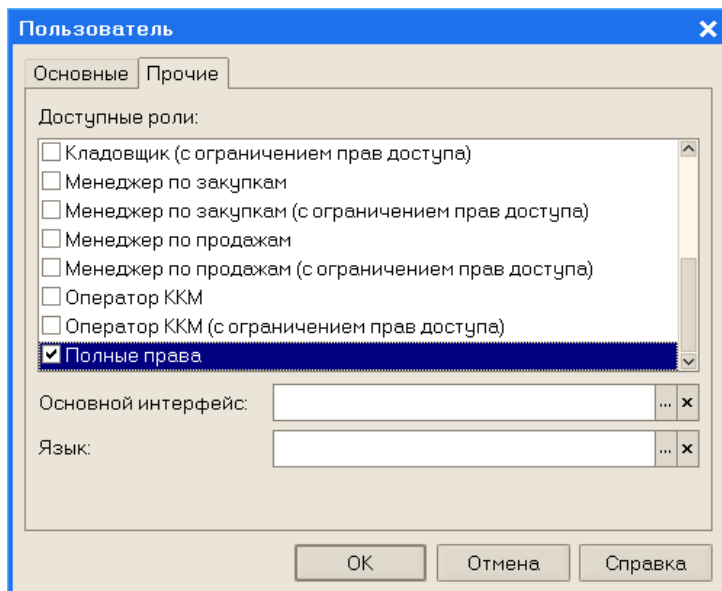 Пользователь
Основные Прочие
Доступные роли:
Кладовщик (с ограничением прав доступа)
Менеджер по закупкам
Менеджер по закупкам (с ограничением прав доступа)
Менеджер по продажам
Менеджер по продажам (с ограничением прав доступа)
Оператор ККМ
Оператор ККМ (с ограничением прав доступа)
Полные права
Основной интерфейс: ...
Язык: ...
ОК Отмена Справка